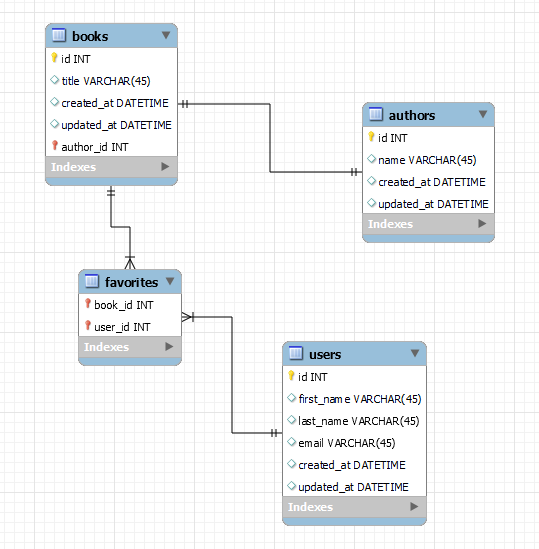 books
id INT
title VARCHAR(45)
created_at DATETIME
updated_at DATETIME
author_id INT
Indexes
authors
id INT
name VARCHAR(45)
created_at DATETIME
updated_at DATETIME
Indexes
favorites
book_id INT
user_id INT
Indexes
users
id INT
first_name VARCHAR(45)
last_name VARCHAR(45)
email VARCHAR(45)
created_at DATETIME
updated_at DATETIME
Indexes